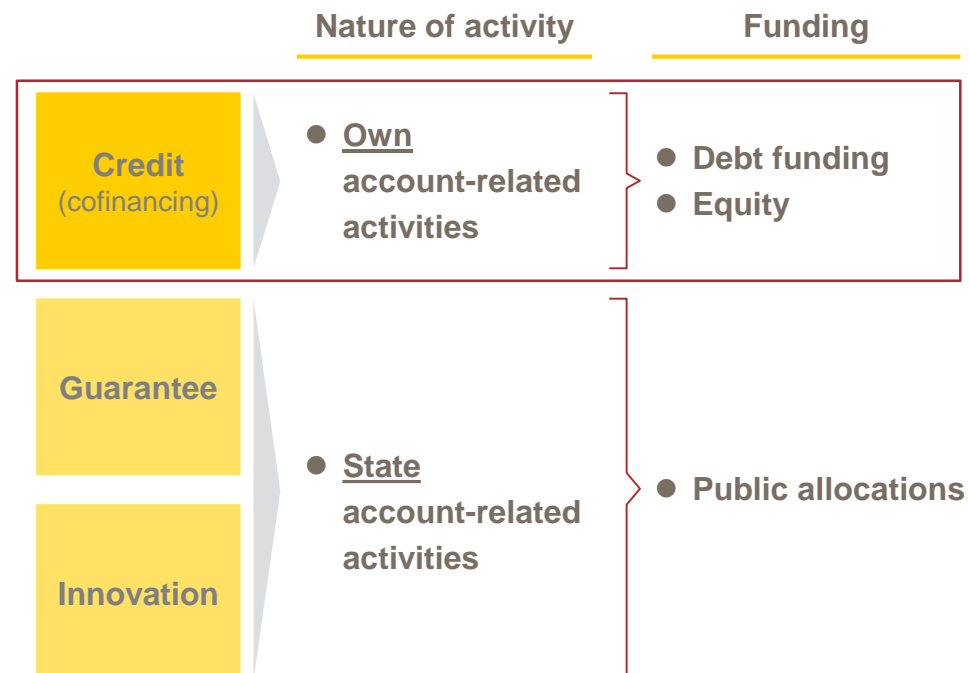 Nature of activity
Funding
Credit
(cofinancing)
● Own
account-related
activities
● Debt funding
● Equity
Guarantee
Innovation
● State
account-related
activities
● Public allocations